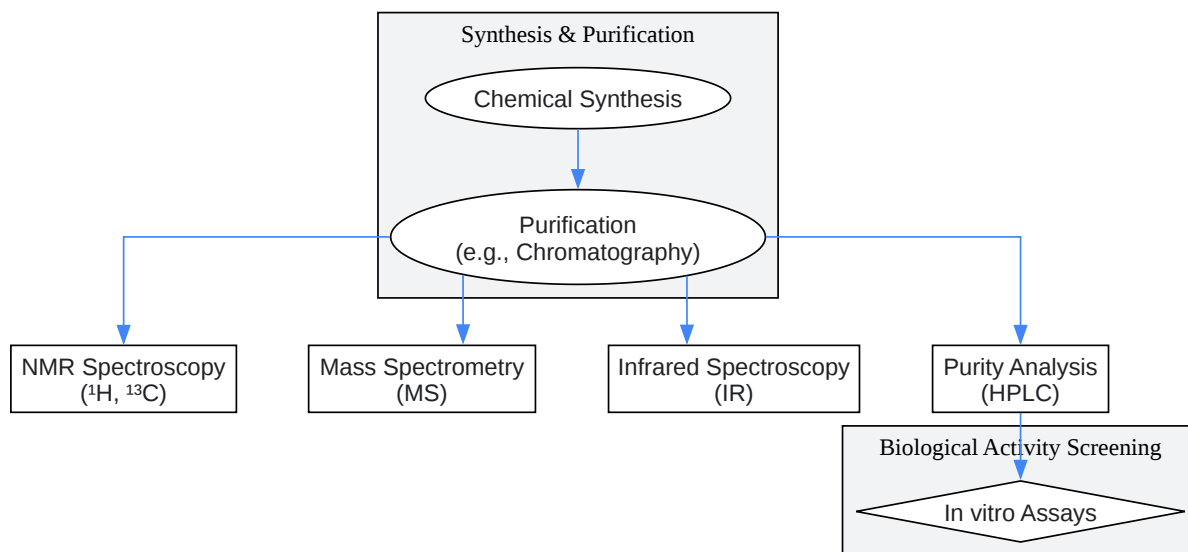 Synthesis & Purification
Chemical Synthesis
Purification
(e.g., Chromatography)
NMR Spectroscopy
(¹H, ¹³C)
Mass Spectrometry
(MS)
Infrared Spectroscopy
(IR)
Purity Analysis
(HPLC)
Biological Activity Screening
In vitro Assays